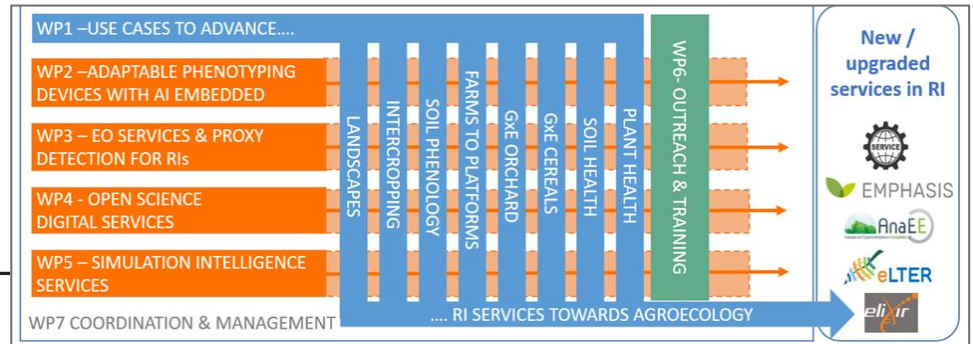 WP1 –USE CASES TO ADVANCE….
WP2 –ADAPTABLE PHENOTYPING
DEVICES WITH AI EMBEDDED
WP3 – EO SERVICES & PROXY
DETECTION FOR RIs
WP4 - OPEN SCIENCE
DIGITAL SERVICES
WP5 – SIMULATION INTELLIGENCE
SERVICES
WP7 COORDINATION & MANAGEMENT
LANDSCAPES
INTERCROPPING
SOIL PHENOLOGY
FARMS TO PLATFORMS
GxE ORCHARD
GxE CEREALS
SOIL HEALTH
PLANT HEALTH
WP6- OUTREACH & TRAINING
…. RI SERVICES TOWARDS AGROECOLOGY
New /
upgraded
services in RI
SERVICE
EMPHASIS
AnaEE
eLTER
elixir